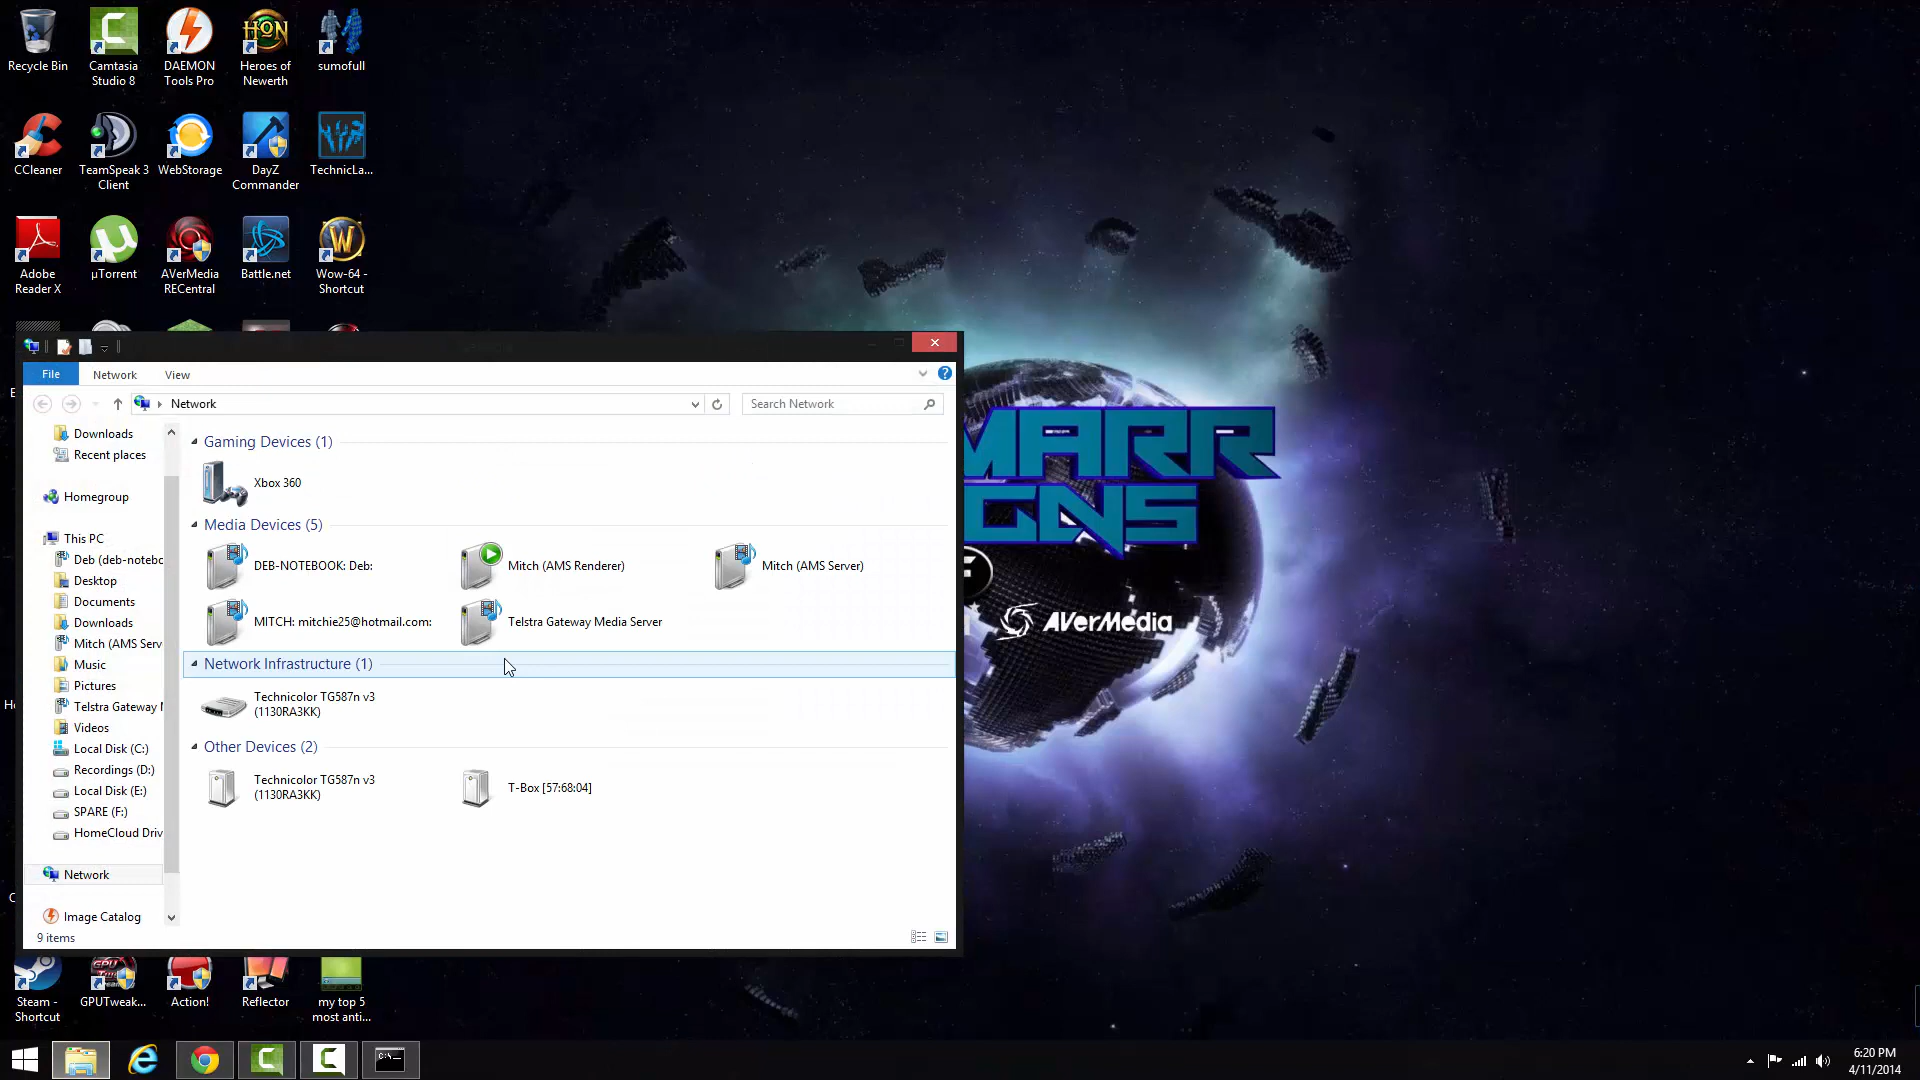 Recycle Bin
Camtasia Studio 8
DAEMON Tools Pro
Heroes of Newerth
sumofull
CCleaner
TeamSpeak 3 Client
WebStorage
DayZ Commander
TechnicLa...
Adobe Reader X
µTorrent
AVerMedia RECentral
Battle.net
Wow-64 - Shortcut
File
Network
View
Network
Search Network
Downloads
Recent places
Homegroup
This PC
Deb (deb-notebo
Desktop
Documents
Downloads
Mitch (AMS Serv
Music
Pictures
Telstra Gateway
Videos
Local Disk (C:)
Recordings (D:)
Local Disk (E:)
SPARE (F:)
HomeCloud Driv
Network
Image Catalog
Gaming Devices (1)
Xbox 360
Media Devices (5)
DEB-NOTEBOOK: Deb:
Mitch (AMS Renderer)
Mitch (AMS Server)
MITCH: mitchie25@hotmail.com:
Telstra Gateway Media Server
Network Infrastructure (1)
Technicolor TG587n v3
(1130RA3KK)
Other Devices (2)
Technicolor TG587n v3
(1130RA3KK)
T-Box [57:68:04]
9 items
MARR
GNS
AVerMedia
Steam - Shortcut
GPUTweak...
Action!
Reflector
my top 5 most anti...
6:20 PM
4/11/2014